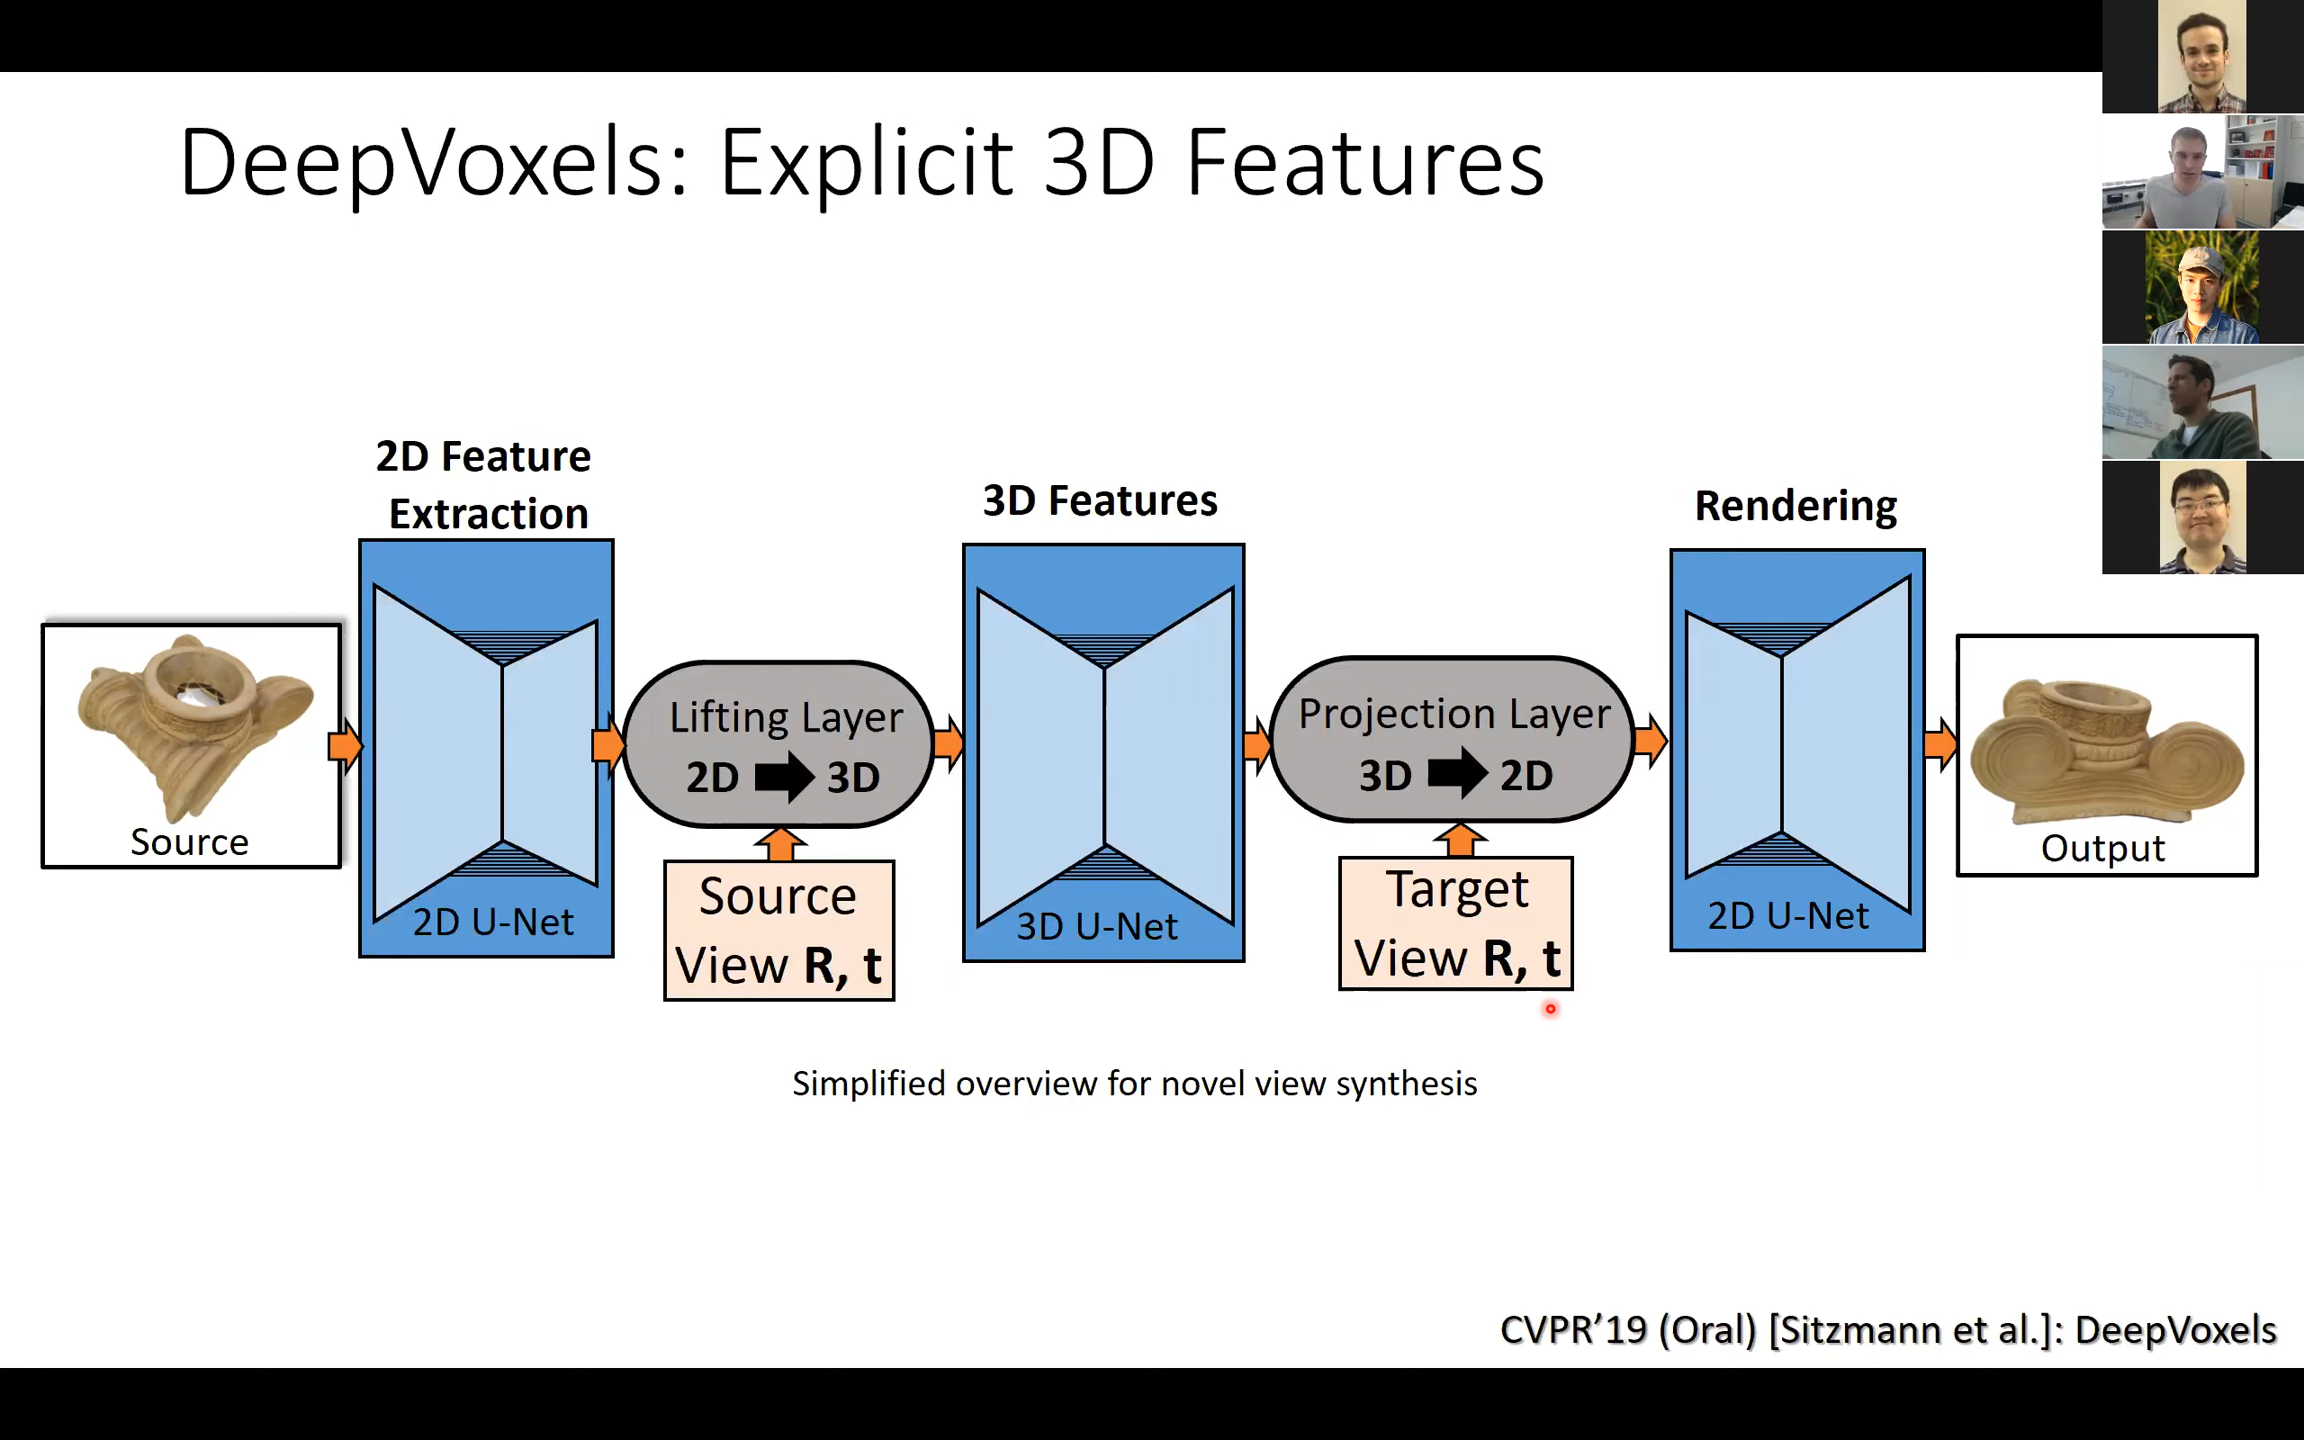 DeepVoxels: Explicit 3D Features
2D Feature
Extraction
3D Features
Rendering
Source
2D U-Net
Lifting Layer
2D 3D
Source
View R, t
3D U-Net
Projection Layer
3D 2D
Target
View R, t
2D U-Net
Output
Simplified overview for novel view synthesis
CVPR’19 (Oral) [Sitzmann et al.]: DeepVoxels